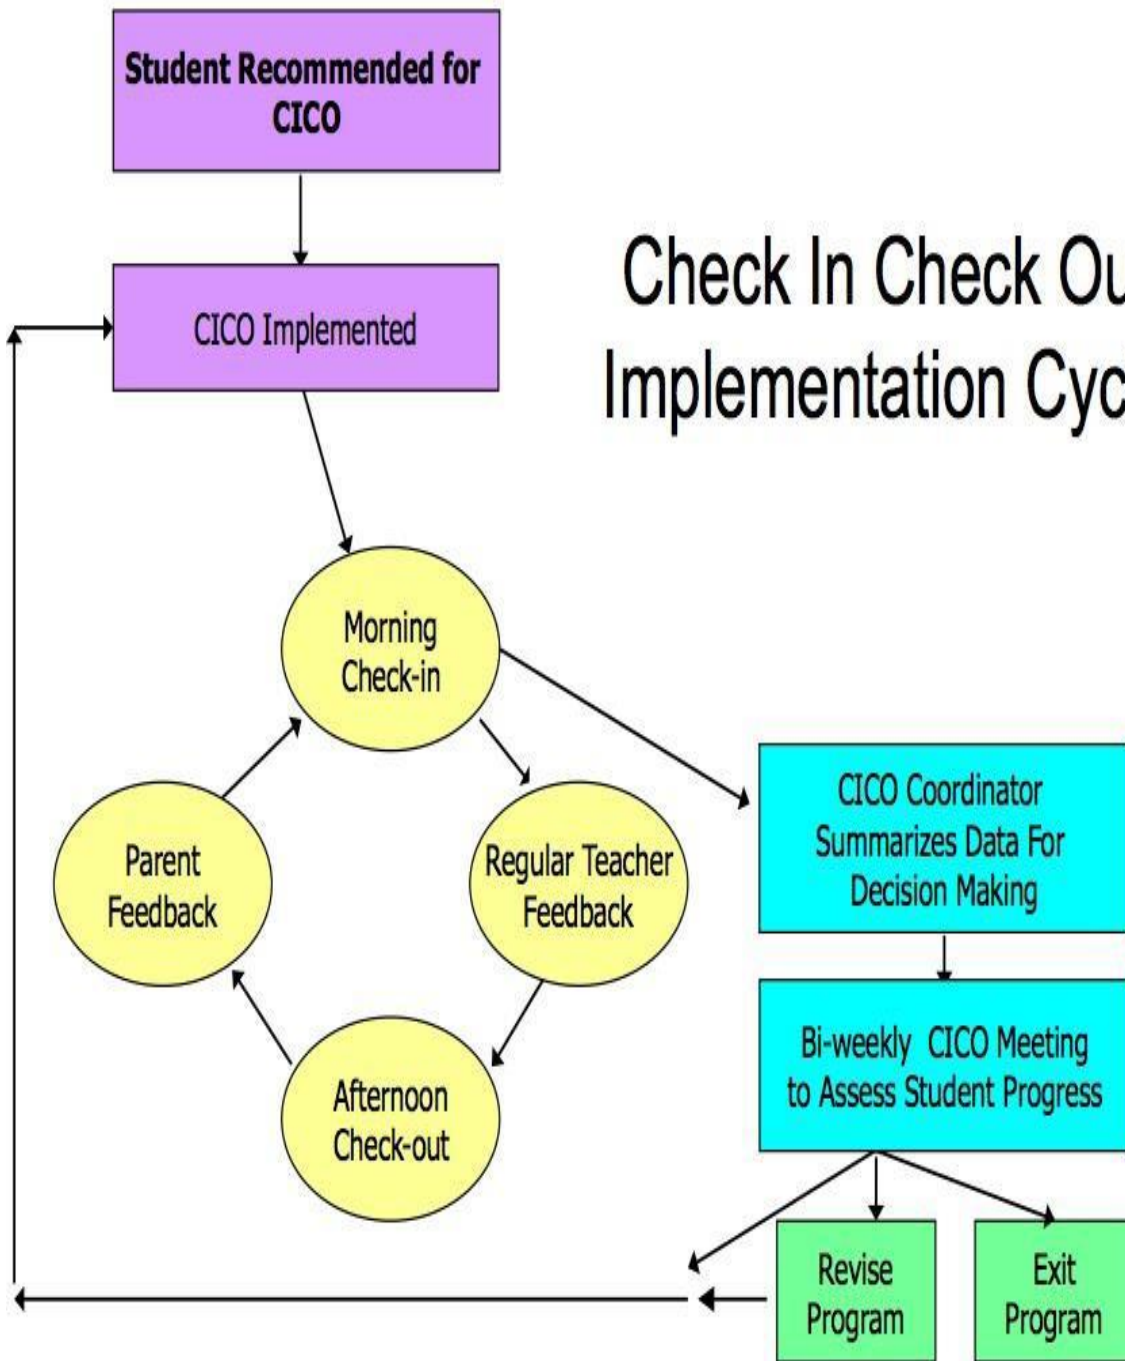 Student Recommended for
CICO
CICO Implemented
Check In Check Ou
Implementation Cyc
Morning
Check-in
Regular Teacher
Feedback
Afternoon
Check-out
Parent
Feedback
CICO Coordinator
Summarizes Data For
Decision Making
Bi-weekly CICO Meeting
to Assess Student Progress
Revise
Program
Exit
Program